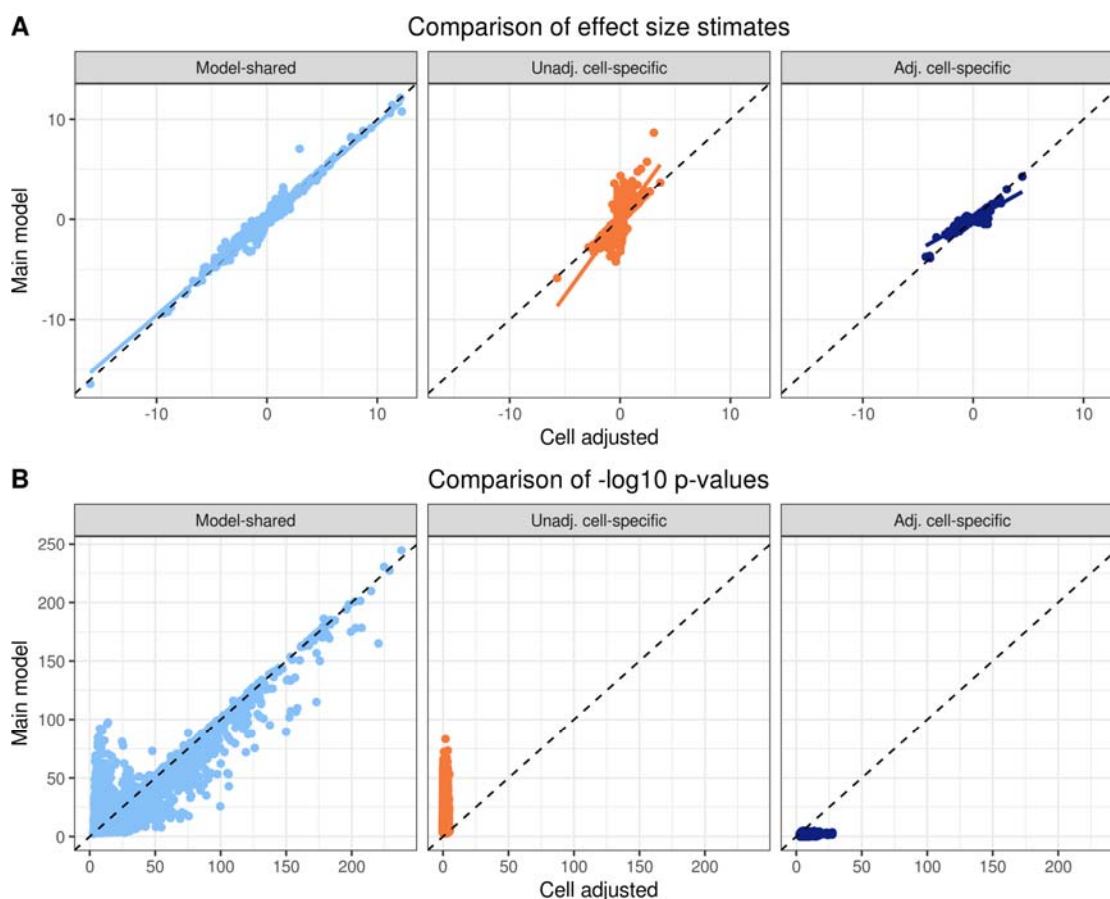 A
Comparison of effect size stimates
Model-shared
Unadj. cell-specific
Adj. cell-specific
10
0
-10
Main model
-10 0 10
-10 0 10
-10 0 10
Cell adjusted
B
Comparison of -log10 p-values
Model-shared
Unadj. cell-specific
Adj. cell-specific
250
200
150
100
50
0
Main model
0 50 100 150 200
0 50 100 150 200
0 50 100 150 200
Cell adjusted